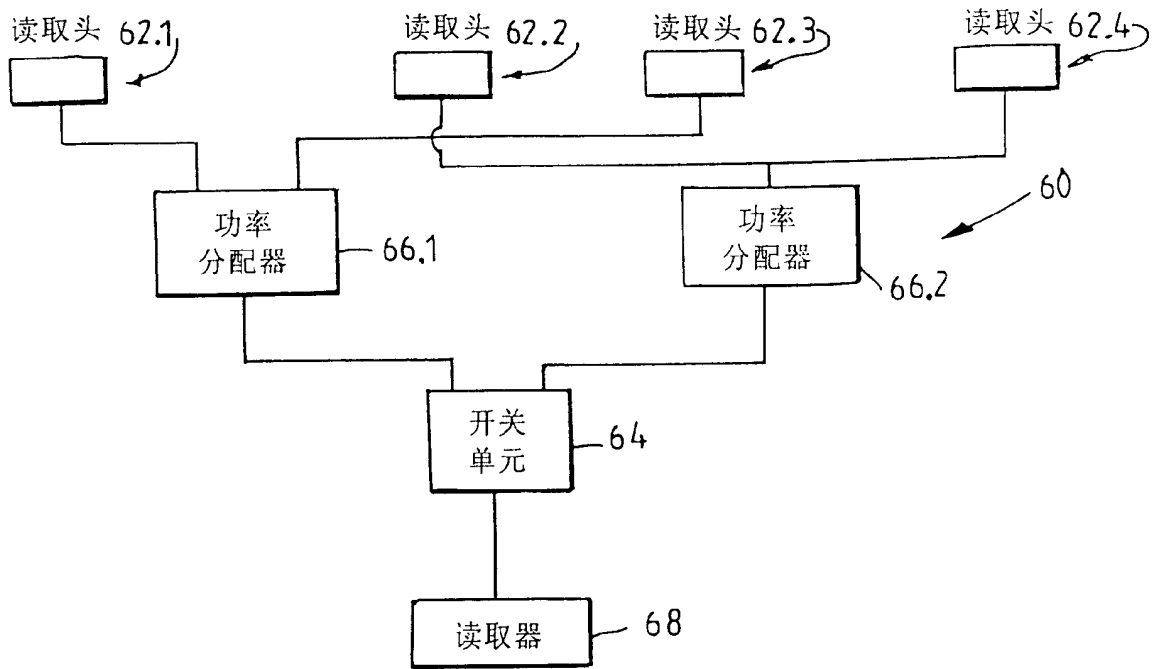 读取头 62.1
读取头 62.2
读取头 62.3
读取头 62.4
60
功率
分配器
66.1
功率
分配器
66.2
开关
单元
64
读取器
68